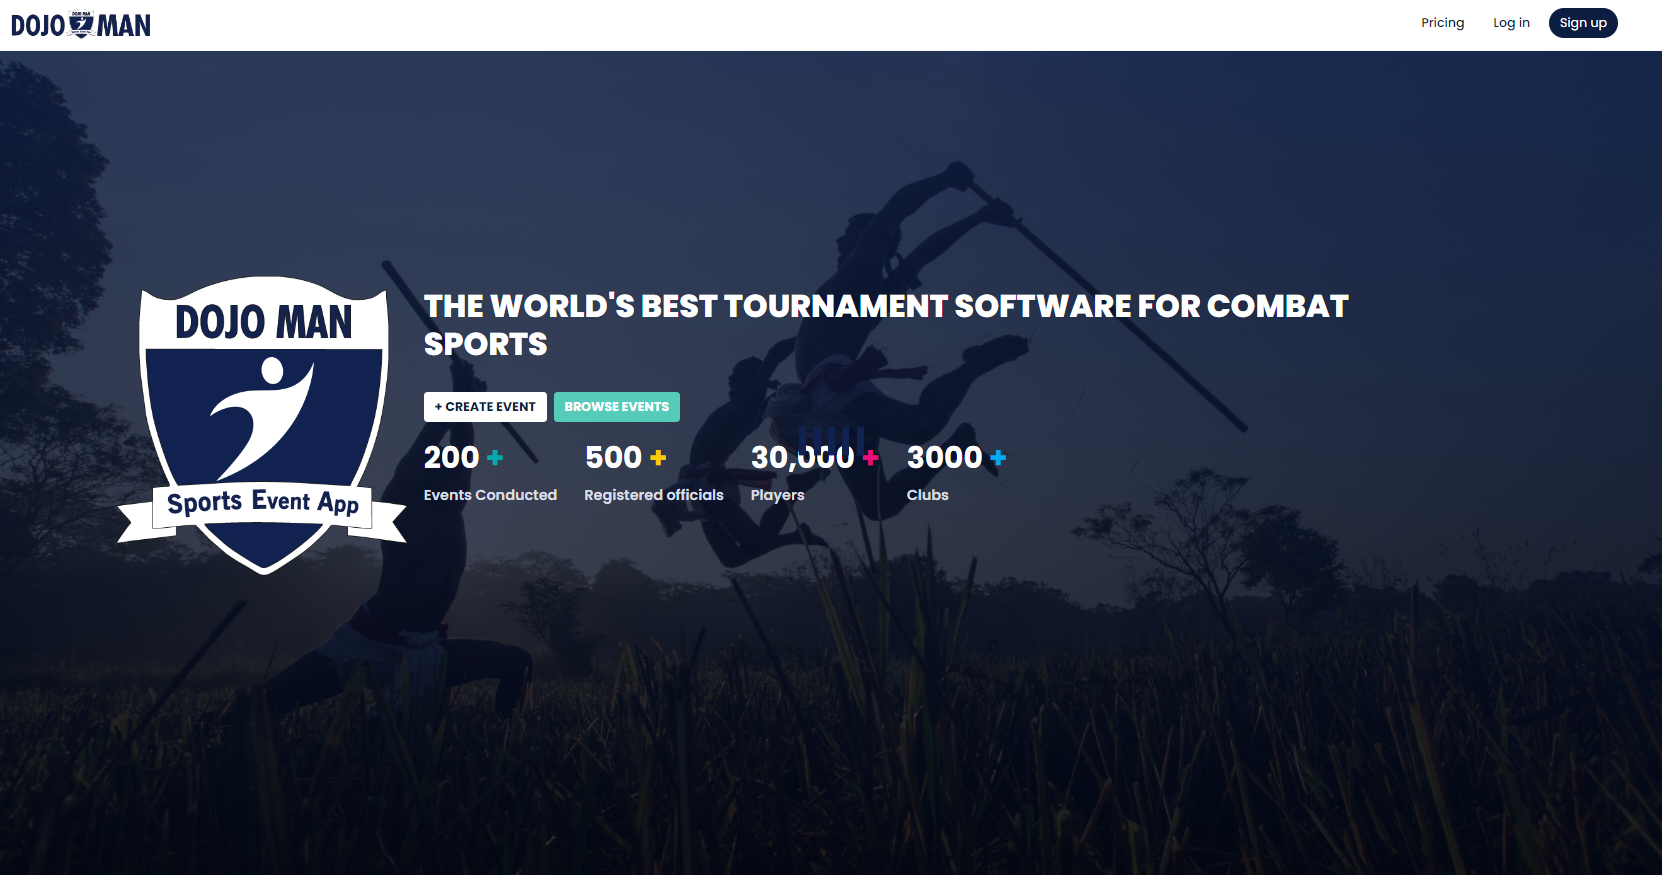 DOJO MAN
Pricing
Log in
Sign up
DOJO MAN
Sports Event App
THE WORLD'S BEST TOURNAMENT SOFTWARE FOR COMBAT
SPORTS
+ CREATE EVENT
BROWSE EVENTS
200 + 500 + 30,000 + 3000 +
Events Conducted Registered officials Players Clubs